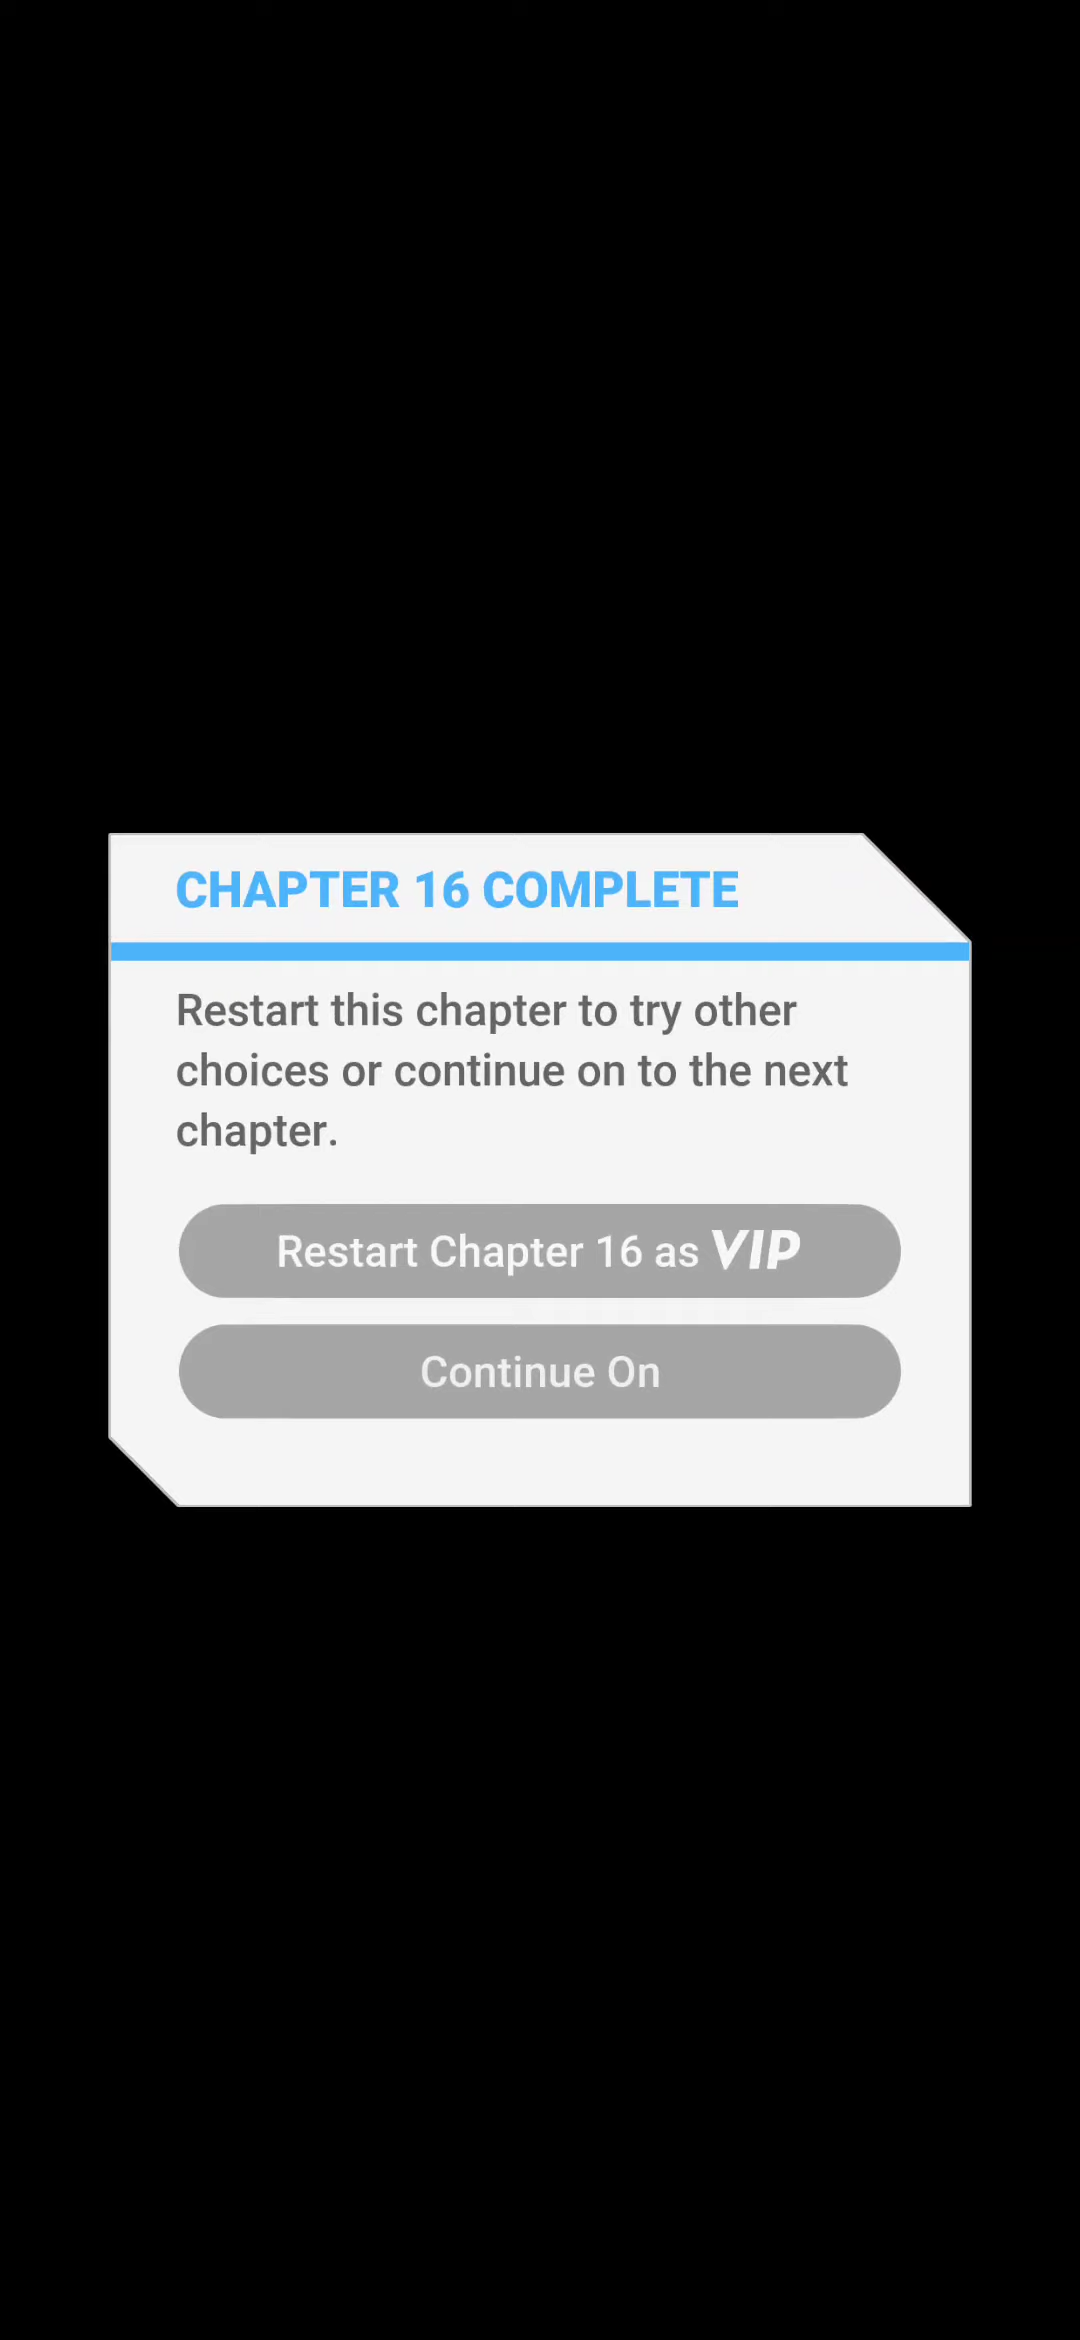 CHAPTER 16 COMPLETE
Restart this chapter to try other
choices or continue on to the next
chapter.
Restart Chapter 16 as VIP
Continue On